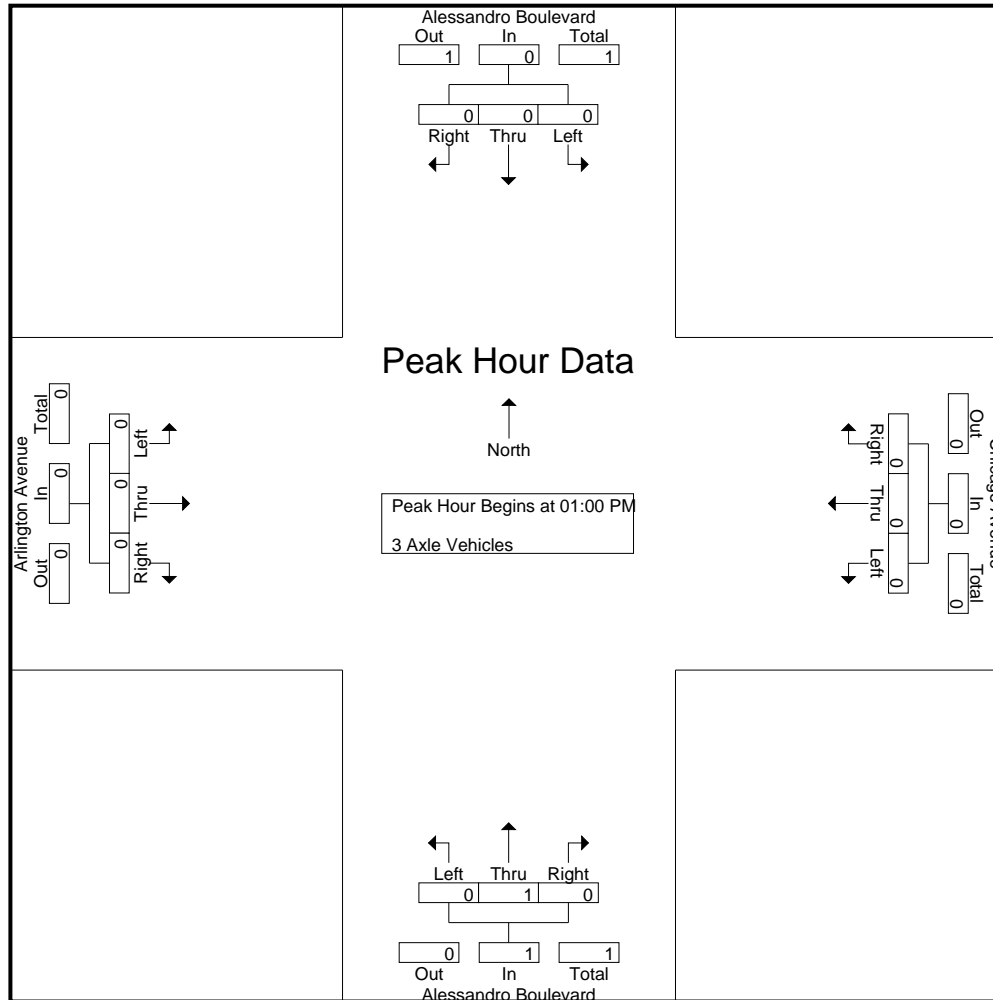 Alessandro Boulevard
Out In Total
1 0 1
0 0 0
Right Thru Left
Peak Hour Data
North
Peak Hour Begins at 01:00 PM
3 Axle Vehicles
Arlington Avenue
Out In Total
0 0 0
Left Thru Right
0 0 0
Out In Total
0 0 0
Right Thru Left
0 0 0
Left Thru Right
0 1 0
0 1 1
Out In Total
Alessandro Boulevard